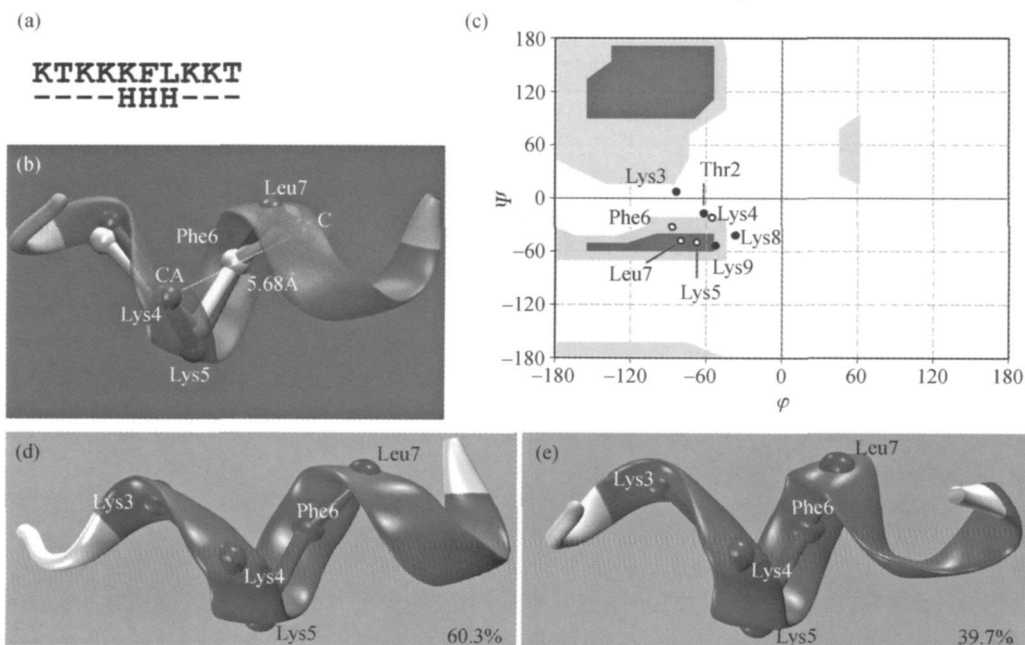 (a)
KTKKKFLKKT
----HHH---
(b)
Leu7
C
Phe6
CA
5.68Å
Lys4
Lys5
(c)
180
120
60
0
−60
−120
−180
Ψ
−180 −120 −60 0 60 120 180
φ
Lys3
Thr2
Phe6
Lys4
Lys8
Leu7
Lys9
Lys5
(d)
Leu7
Lys3
Phe6
Lys4
Lys5
60.3%
(e)
Leu7
Lys3
Phe6
Lys4
Lys5
39.7%